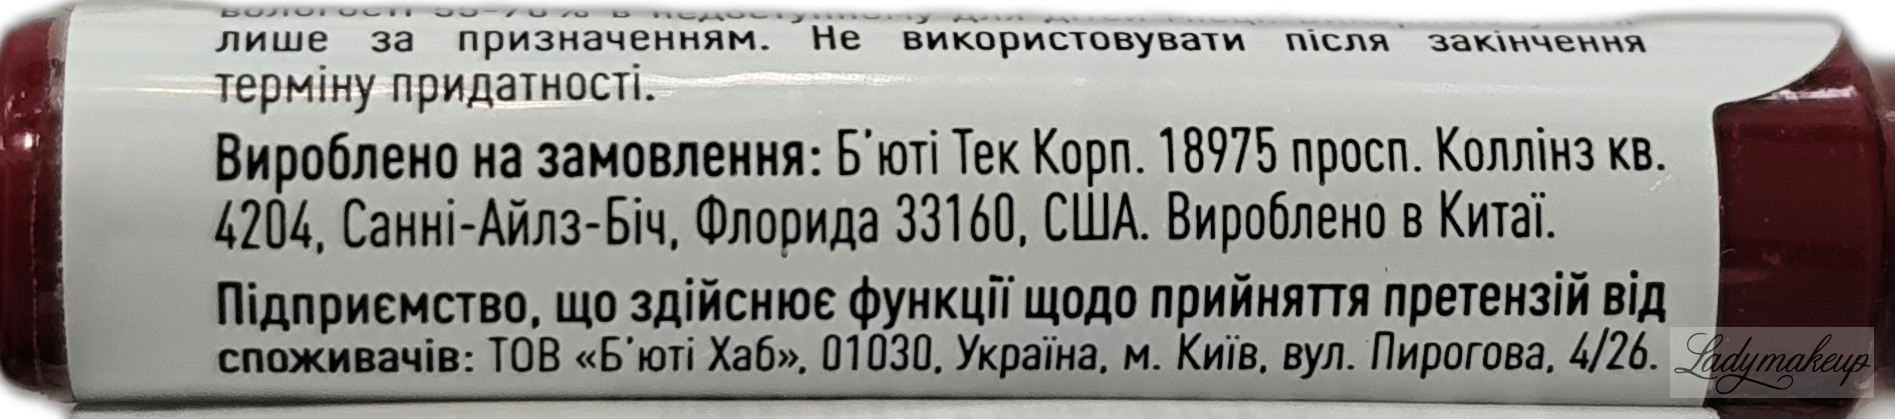 лише за призначенням. Не використовувати після закінчення
терміну придатності.
Вироблено на замовлення: Б'юті Тек Корп. 18975 просп. Коллінз кв.
4204, Санні-Айлз-Біч, Флорида 33160, США. Вироблено в Китаї.
Підприємство, що здійснює функції щодо прийняття претензій від
споживачів: ТОВ «Б'юті Хаб», 01030, Україна, м. Київ, вул. Пирогова, 4/26.
Ladymakeup